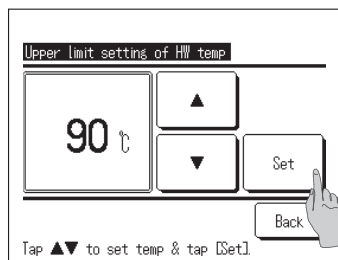 Upper limit setting of HW temp
90 ℃
▲
▼
Set
Back
Tap ▲▼ to set temp & tap [Set].